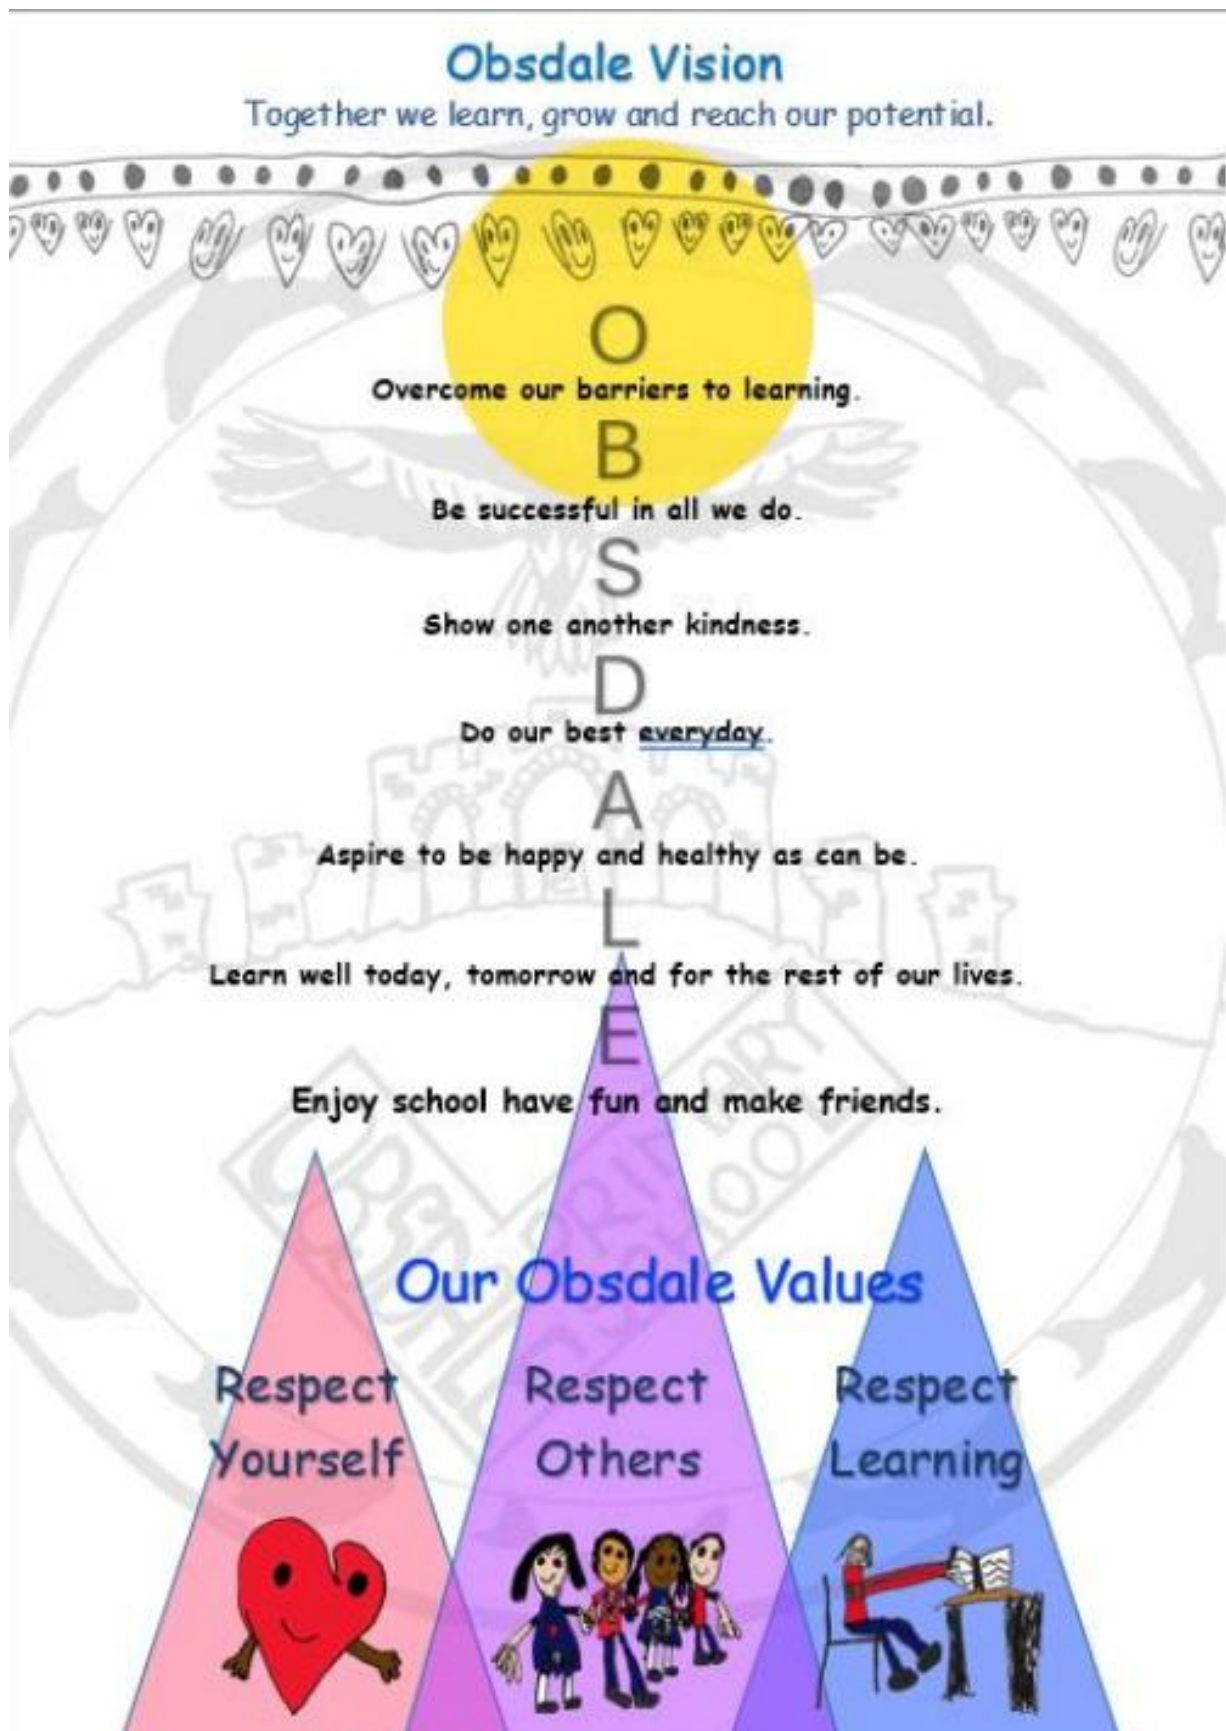 Obsdale Vision
Together we learn, grow and reach our potential.
O
Overcome our barriers to learning.
B
Be successful in all we do.
S
Show one another kindness.
D
Do our best everyday.
A
Aspire to be happy and healthy as can be.
L
Learn well today, tomorrow and for the rest of our lives.
E
Enjoy school have fun and make friends.
PRIMARY
SCHOOL
Our Obsdale Values
Respect Respect Respect
Yourself Others Learning